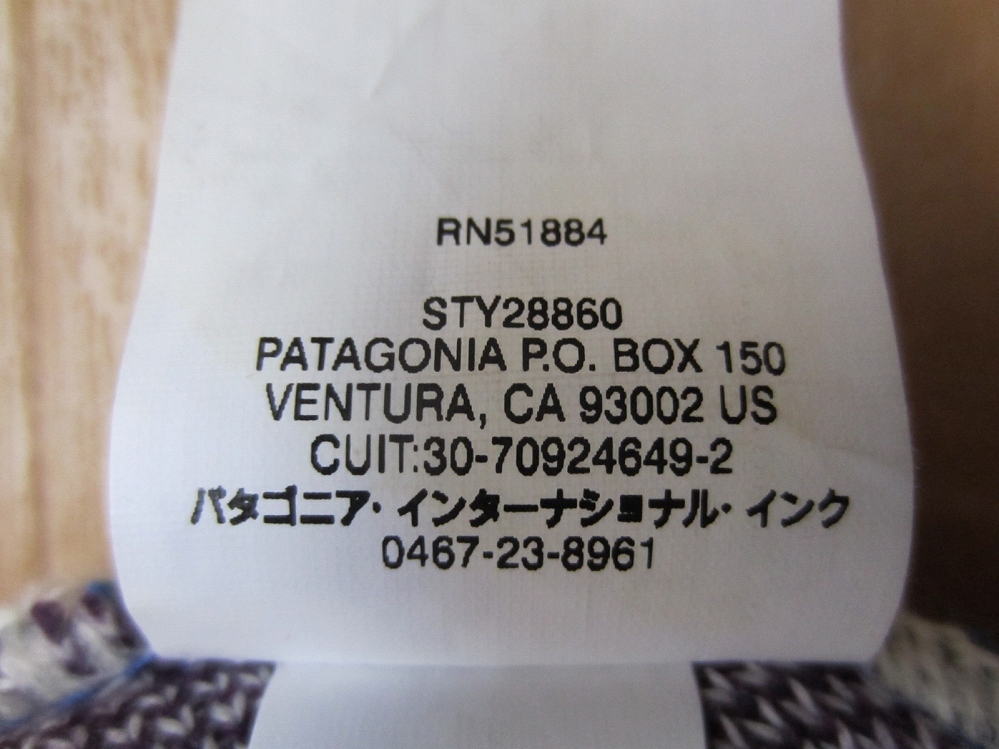 RN51884
STY28860
PATAGONIA P.O. BOX 150
VENTURA, CA 93002 US
CUIT:30-70924649-2
パタゴニア・インターナショナル・インク
0467-23-8961